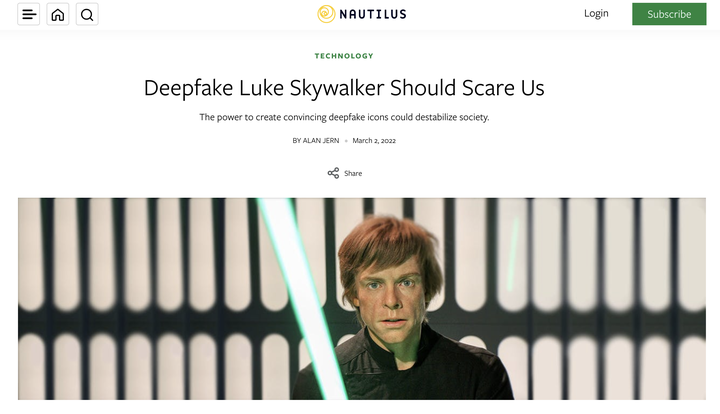 NAUTILUS
Login
Subscribe
TECHNOLOGY
Deepfake Luke Skywalker Should Scare Us
The power to create convincing deepfake icons could destabilize society.
BY ALAN JERN • March 2, 2022
Share